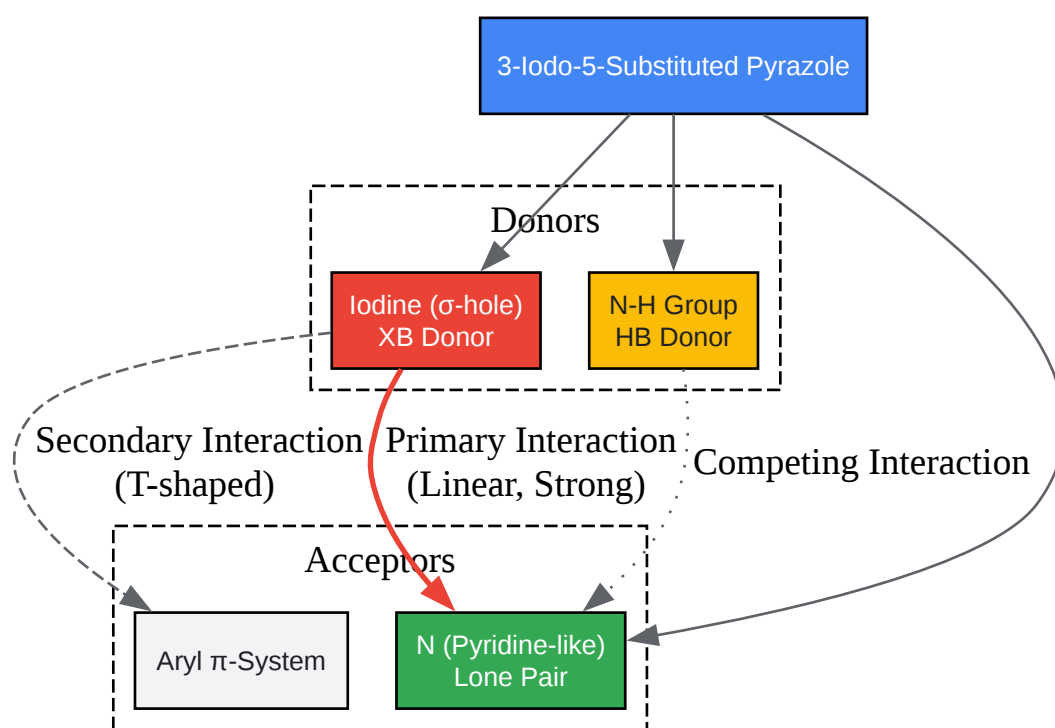 3-Iodo-5-Substituted Pyrazole
Donors
Iodine (σ-hole)
XB Donor
N-H Group
HB Donor
Secondary Interaction
(T-shaped)
Primary Interaction
(Linear, Strong)
Competing Interaction
Acceptors
Aryl π-System
N (Pyridine-like)
Lone Pair